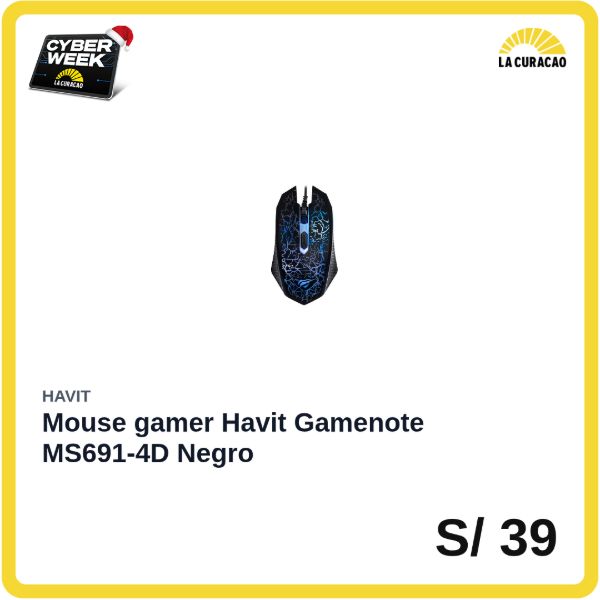 CYBER
WEEK
LA CURACAO
LA CURACAO
HAVIT
Mouse gamer Havit Gamenote
MS691-4D Negro
S/ 39